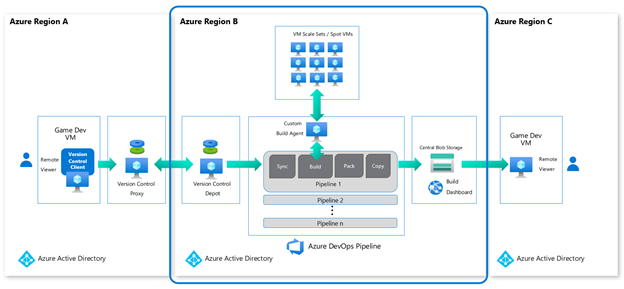 Azure Region A
Azure Region B
Azure Region C
VM Scale Sets / Spot VMs
Game Dev
VM
Remote
Viewer
Version
Control
Client
Version Control
Proxy
Version Control
Depot
Custom
Build Agent
Sync
Build
Pack
Copy
Pipeline 1
Pipeline 2
Pipeline n
Azure DevOps Pipeline
Central Blob Storage
Build
Dashboard
Game Dev
VM
Remote
Viewer
Azure Active Directory
Azure Active Directory
Azure Active Directory